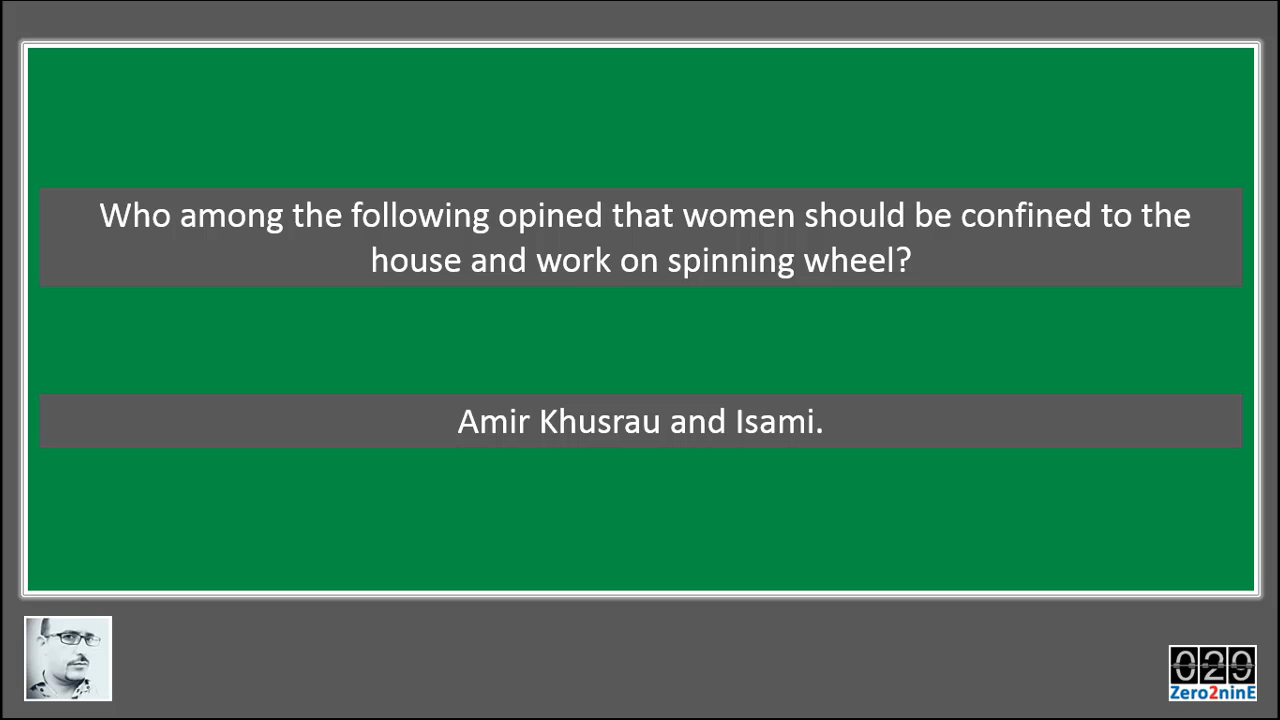 Who among the following opined that women should be confined to the
house and work on spinning wheel?
Amir Khusrau and Isami.
029
Zero2ninE